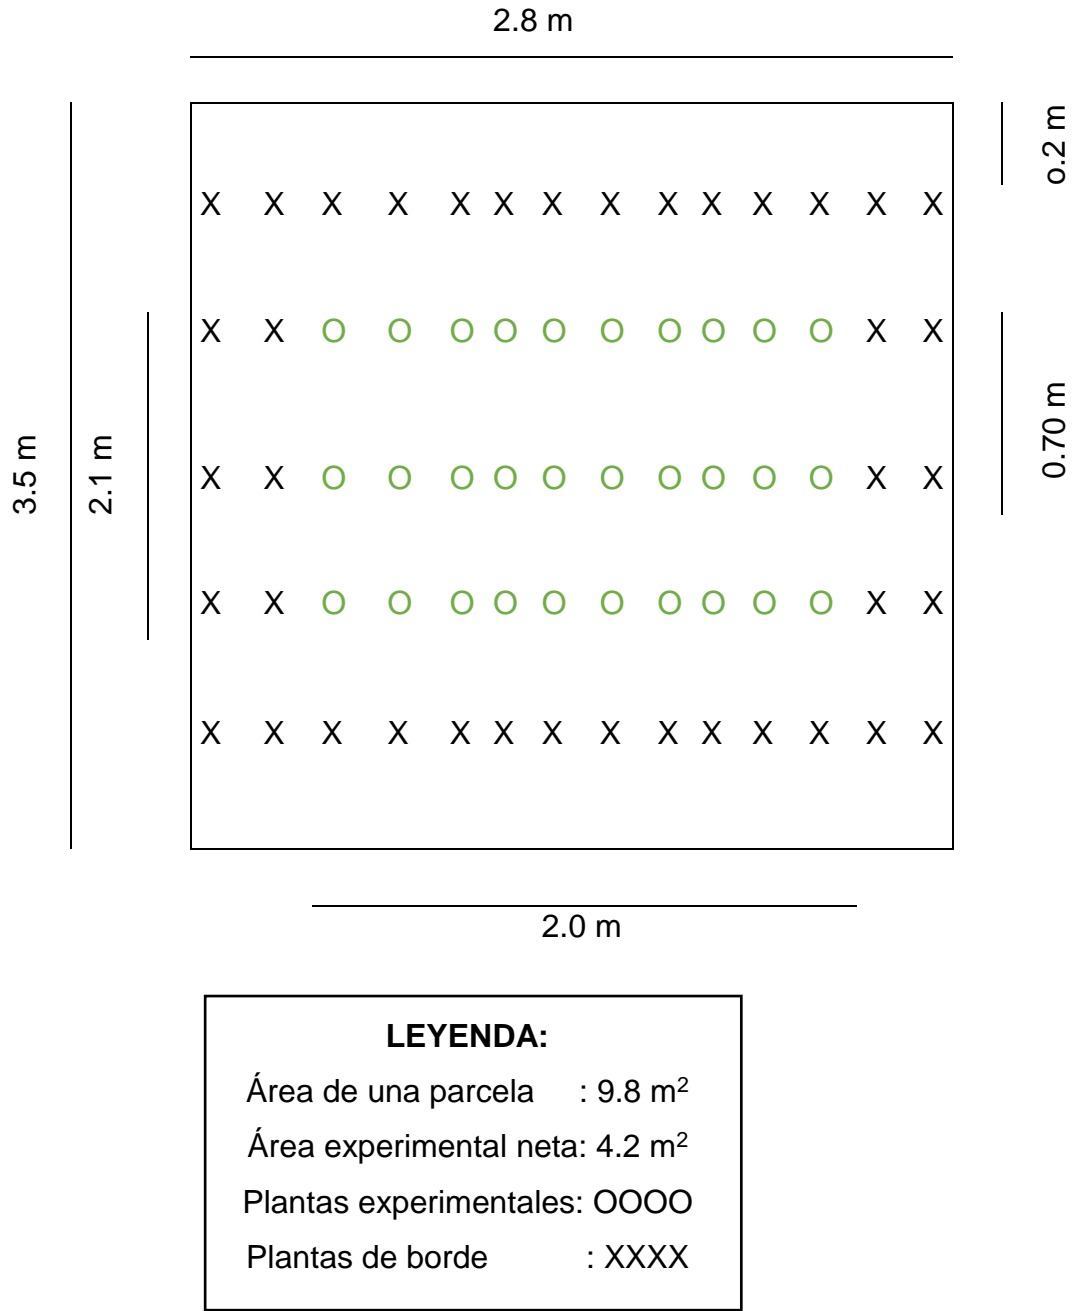 2.8 m
o.2 m
X X X X X X X X X X X X X X
X X O O O O O O O O O O X X
0.70 m
3.5 m
2.1 m
X X O O O O O O O O O O X X
X X O O O O O O O O O O X X
X X X X X X X X X X X X X X
2.0 m
LEYENDA:
Área de una parcela : 9.8 m²
Área experimental neta: 4.2 m²
Plantas experimentales: OOOO
Plantas de borde : XXXX